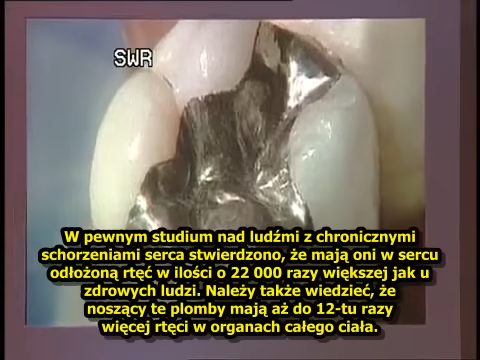 SWR
W pewnym studium nad ludźmi z chronicznymi
schorzeniami serca stwierdzono, że mają oni w sercu
odłożoną rtęć w ilości o 22 000 razy większej jak u
zdrowych ludzi. Należy także wiedzieć, że
noszący te plomby mają aż do 12-tu razy
więcej rtęci w organach całego ciała.